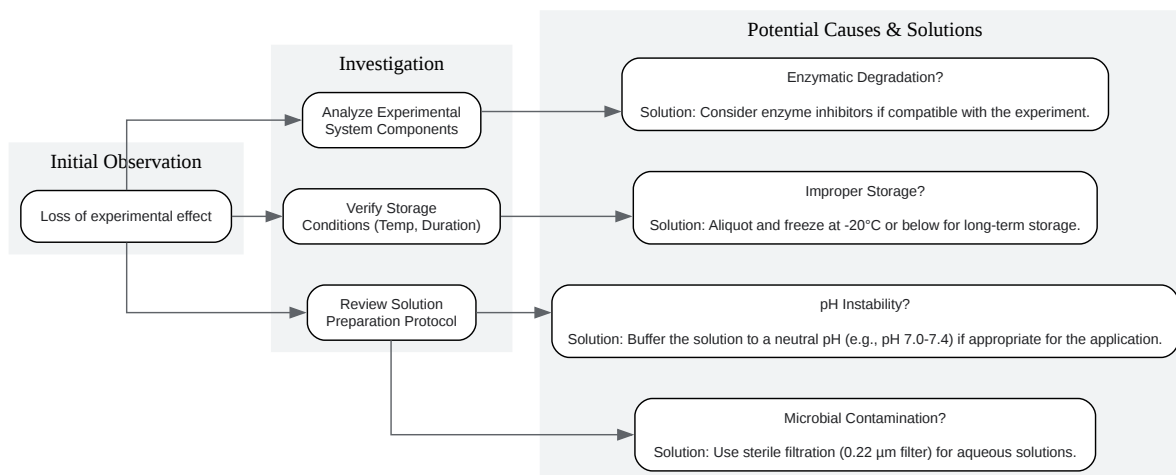 Potential Causes & Solutions
Investigation
Initial Observation
Loss of experimental effect
Analyze Experimental
System Components
Verify Storage
Conditions (Temp, Duration)
Review Solution
Preparation Protocol
Enzymatic Degradation?
Solution: Consider enzyme inhibitors if compatible with the experiment.
Improper Storage?
Solution: Aliquot and freeze at -20°C or below for long-term storage.
pH Instability?
Solution: Buffer the solution to a neutral pH (e.g., pH 7.0-7.4) if appropriate for the application.
Microbial Contamination?
Solution: Use sterile filtration (0.22 µm filter) for aqueous solutions.